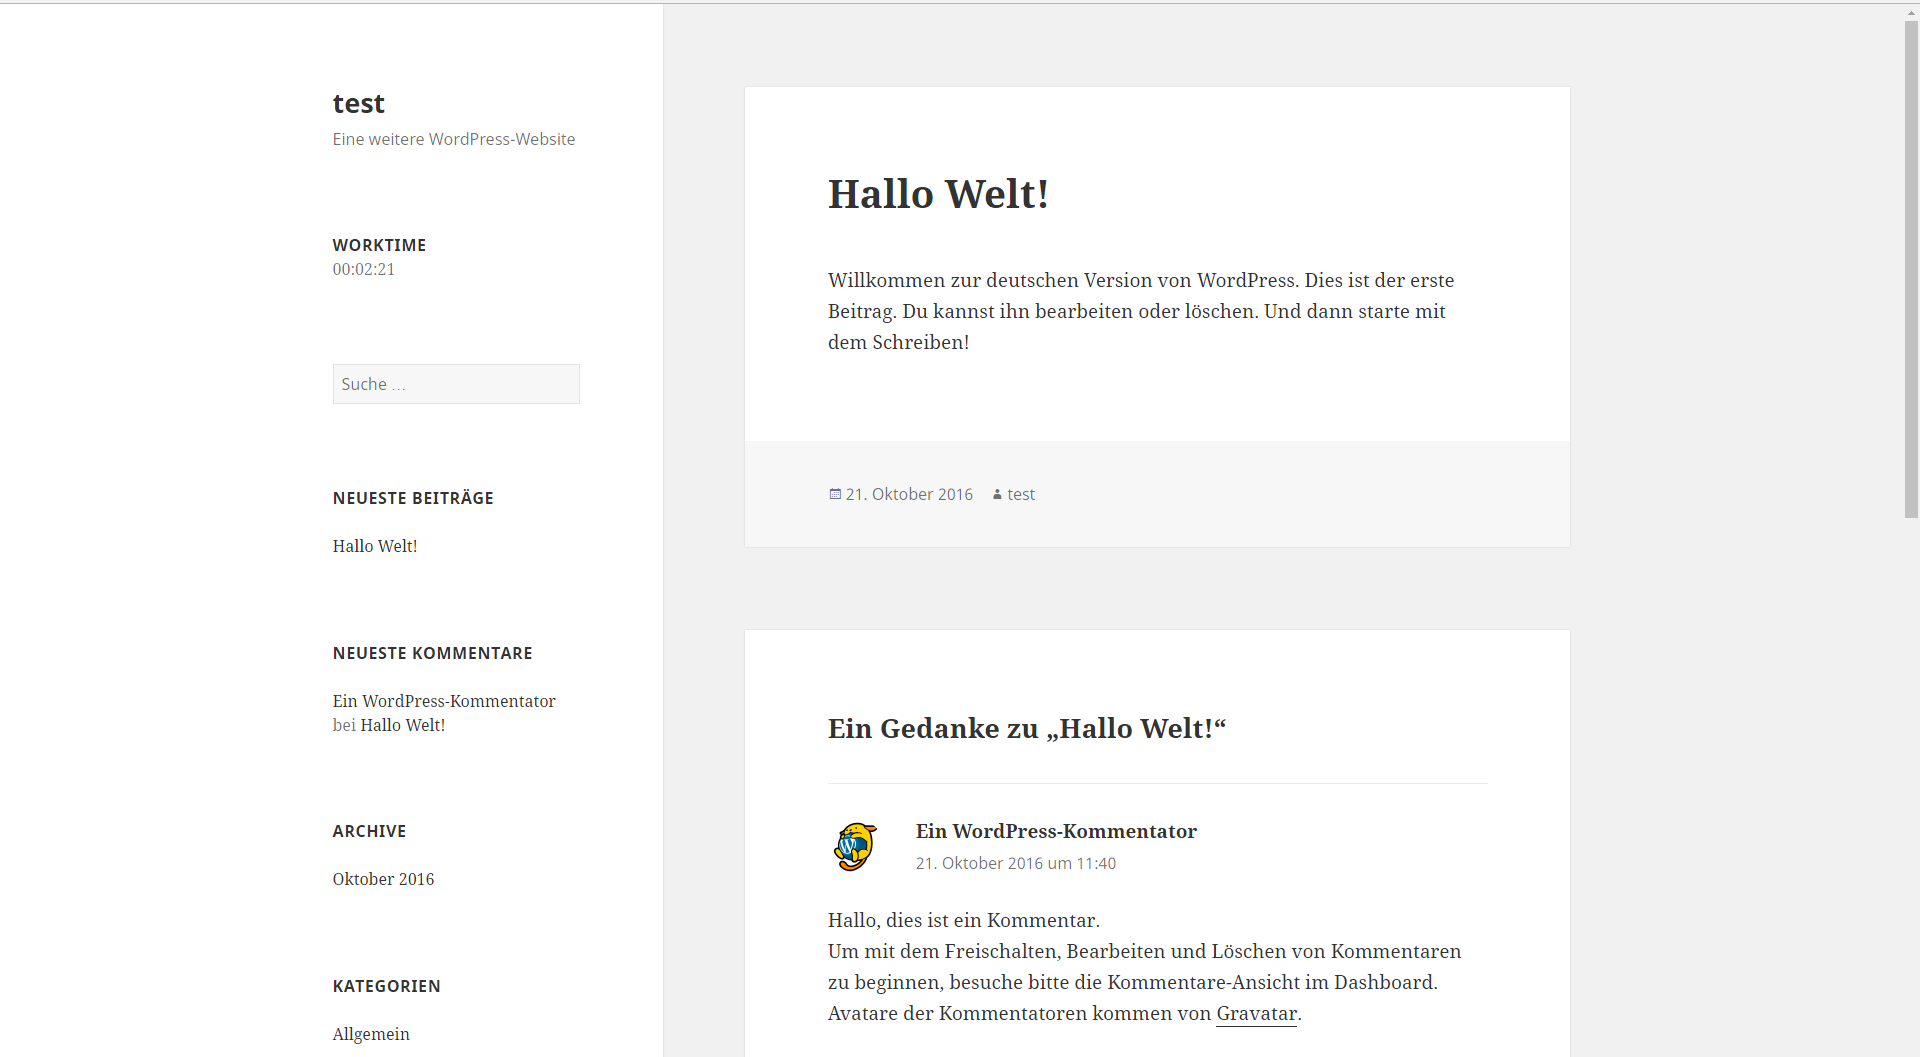 test
Eine weitere WordPress-Website
WORKTIME
00:02:21
Suche …
NEUESTE BEITRÄGE
Hallo Welt!
NEUESTE KOMMENTARE
Ein WordPress-Kommentator
bei Hallo Welt!
ARCHIVE
Oktober 2016
KATEGORIEN
Allgemein
Hallo Welt!
Willkommen zur deutschen Version von WordPress. Dies ist der erste
Beitrag. Du kannst ihn bearbeiten oder löschen. Und dann starte mit
dem Schreiben!
21. Oktober 2016 test
Ein Gedanke zu „Hallo Welt!“
Ein WordPress-Kommentator
21. Oktober 2016 um 11:40
Hallo, dies ist ein Kommentar.
Um mit dem Freischalten, Bearbeiten und Löschen von Kommentaren
zu beginnen, besuche bitte die Kommentare-Ansicht im Dashboard.
Avatare der Kommentatoren kommen von Gravatar.